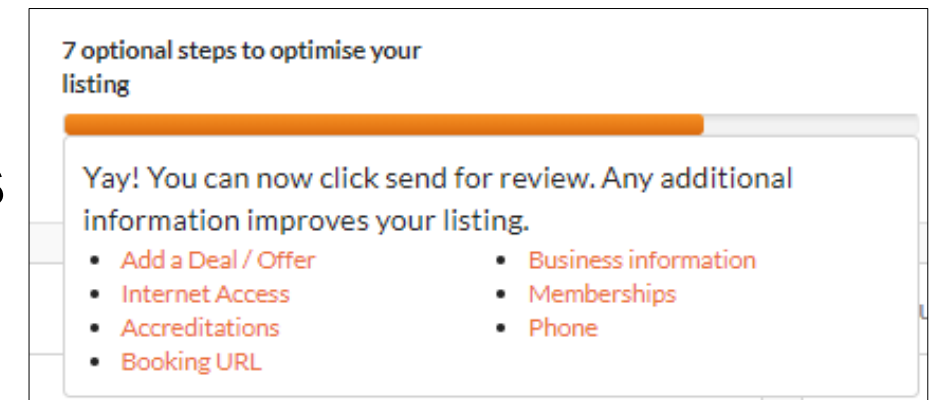 7 optional steps to optimise your
listing
Yay! You can now click send for review. Any additional
information improves your listing.
• Add a Deal / Offer
• Internet Access
• Accreditations
• Booking URL
• Business information
• Memberships
• Phone